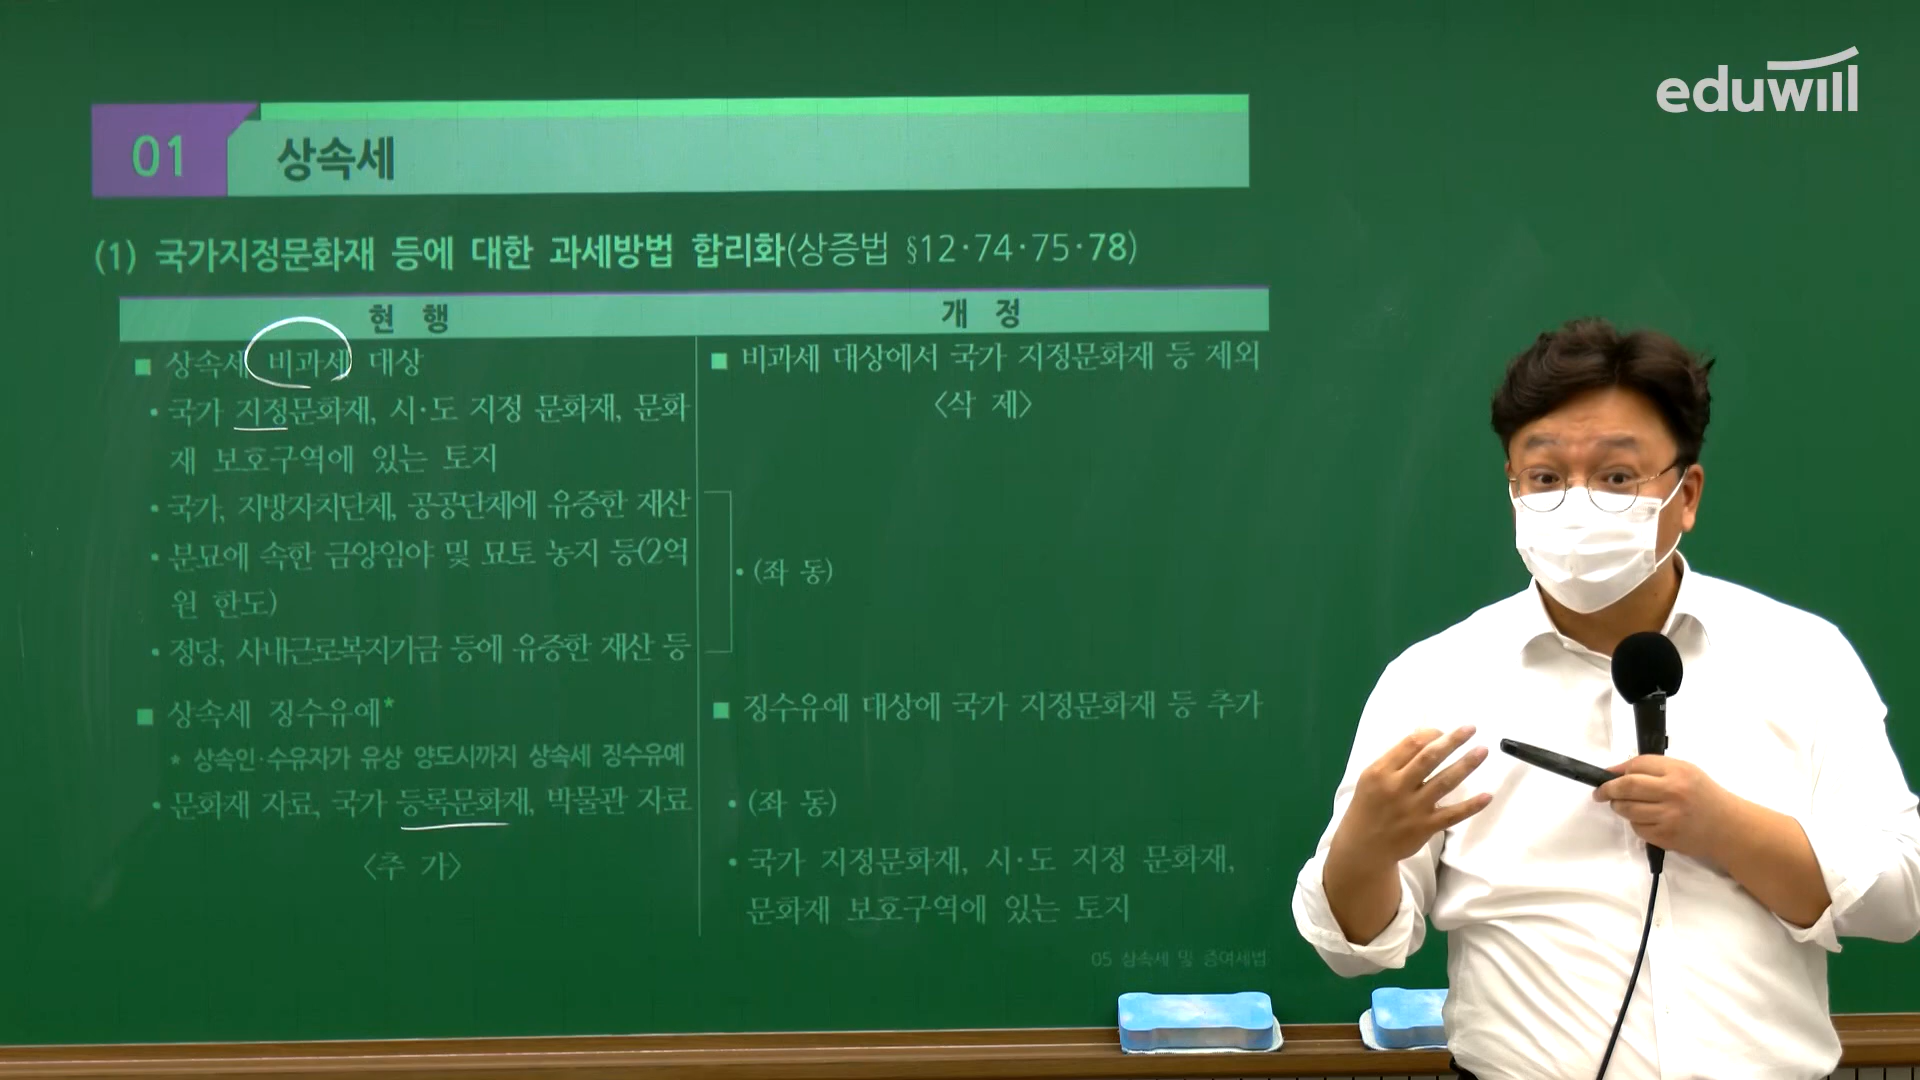 eduwill
01 상속세
(1) 국가지정문화재 등에 대한 과세방법 합리화(상증법 §12·74·75·78)
현 행
개 정
■ 상속세 비과세 대상
• 국가 지정문화재, 시·도 지정 문화재, 문화
재 보호구역에 있는 토지
• 국가, 지방자치단체, 공공단체에 유증한 재산
• 분묘에 속한 금양임야 및 묘토 농지 등(2억
원 한도)
• 정당, 사내근로복지기금 등에 유증한 재산 등
■ 비과세 대상에서 국가 지정문화재 등 제외
〈삭 제〉
• (좌 동)
■ 상속세 징수유예*
* 상속인·수유자가 유상 양도시까지 상속세 징수유예
• 문화재 자료, 국가 등록문화재, 박물관 자료
〈추 가〉
■ 징수유예 대상에 국가 지정문화재 등 추가
• (좌 동)
• 국가 지정문화재, 시·도 지정 문화재,
문화재 보호구역에 있는 토지
05 상속세 및 증여세법